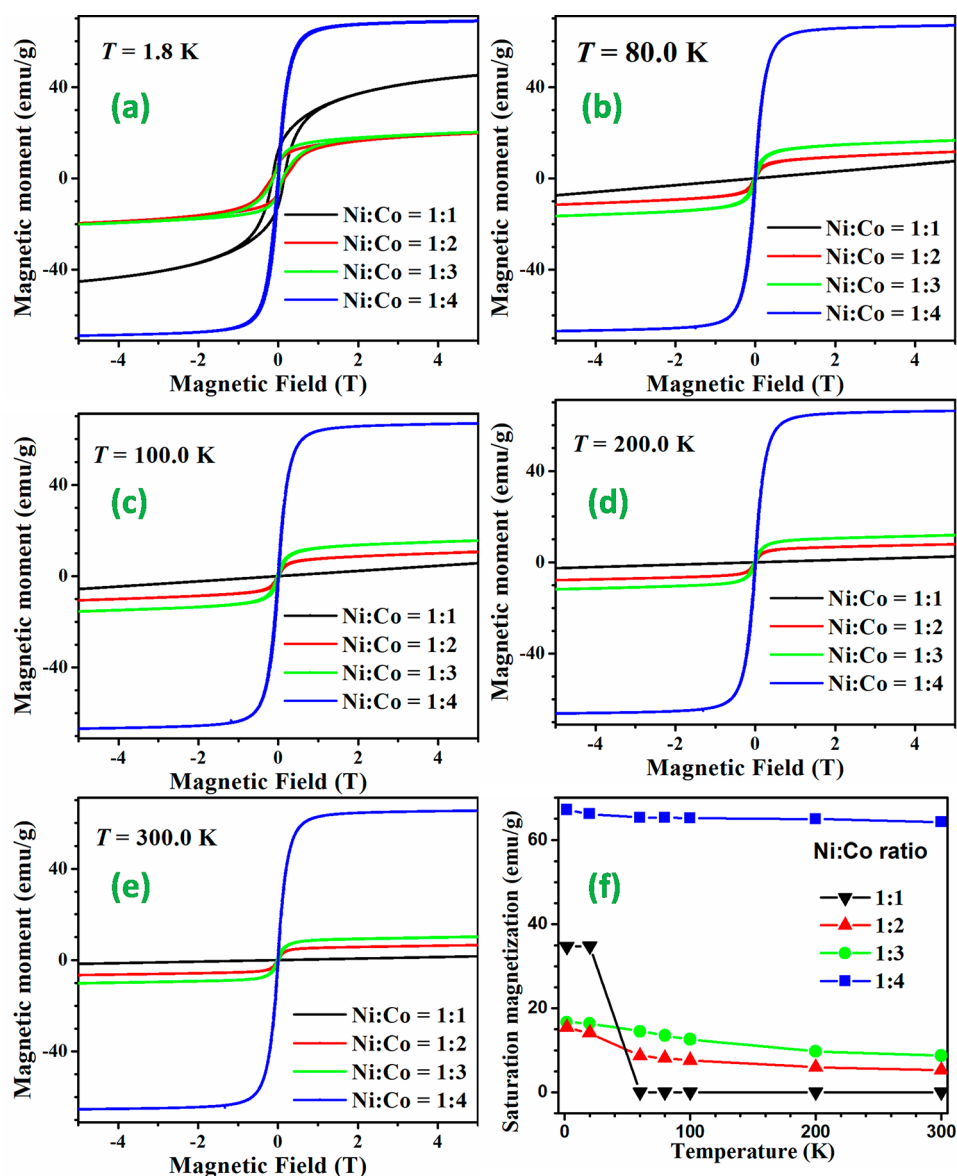 T = 1.8 K
(a)
Magnetic moment (emu/g)
40
0
-40
-4
-2
0
2
4
Magnetic Field (T)
Ni:Co = 1:1
Ni:Co = 1:2
Ni:Co = 1:3
Ni:Co = 1:4
T = 80.0 K
(b)
Magnetic moment (emu/g)
40
0
-40
-4
-2
0
2
4
Magnetic Field (T)
Ni:Co = 1:1
Ni:Co = 1:2
Ni:Co = 1:3
Ni:Co = 1:4
T = 100.0 K
(c)
Magnetic moment (emu/g)
40
0
-40
-4
-2
0
2
4
Magnetic Field (T)
Ni:Co = 1:1
Ni:Co = 1:2
Ni:Co = 1:3
Ni:Co = 1:4
T = 200.0 K
(d)
Magnetic moment (emu/g)
40
0
-40
-4
-2
0
2
4
Magnetic Field (T)
Ni:Co = 1:1
Ni:Co = 1:2
Ni:Co = 1:3
Ni:Co = 1:4
T = 300.0 K
(e)
Magnetic moment (emu/g)
40
0
-40
-4
-2
0
2
4
Magnetic Field (T)
Ni:Co = 1:1
Ni:Co = 1:2
Ni:Co = 1:3
Ni:Co = 1:4
(f)
Saturation magnetization (emu/g)
60
40
20
0
Ni:Co ratio
1:1
1:2
1:3
1:4
0
100
200
300
Temperature (K)